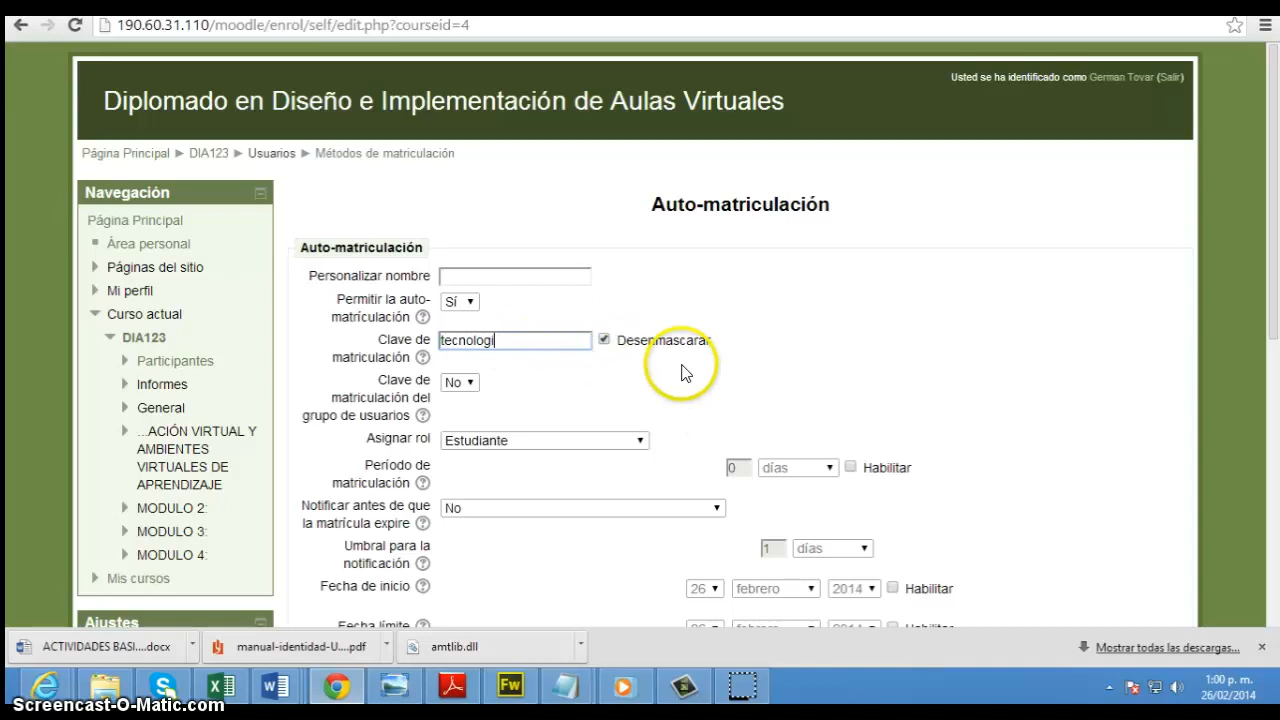 190.60.31.110/moodle/enrol/self/edit.php?courseid=4
Usted se ha identificado como German Tovar (Salir)
Diplomado en Diseño e Implementación de Aulas Virtuales
Página Principal ► DIA123 ► Usuarios ► Métodos de matriculación
Navegación
Página Principal
Área personal
Páginas del sitio
Mi perfil
Curso actual
DIA123
Participantes
Informes
General
...ACIÓN VIRTUAL Y
AMBIENTES
VIRTUALES DE
APRENDIZAJE
MODULO 2:
MODULO 3:
MODULO 4:
Mis cursos
Ajustes
Auto-matriculación
Auto-matriculación
Personalizar nombre
Permitir la auto-
matriculación
Sí
Clave de
matriculación
tecnologi
Desenmascarar
Clave de
matriculación del
grupo de usuarios
No
Asignar rol
Estudiante
Período de
matriculación
0 días Habilitar
Notificar antes de que
la matrícula expire
No
Umbral para la
notificación
1 días
Fecha de inicio
26 febrero 2014 Habilitar
Fecha límite
26 febrero 2014 Habilitar
ACTIVIDADES BASI....docx
manual-identidad-U....pdf
amtlib.dll
Mostrar todas las descargas...
Fw
1:00 p. m.
26/02/2014
Screencast-O-Matic.com